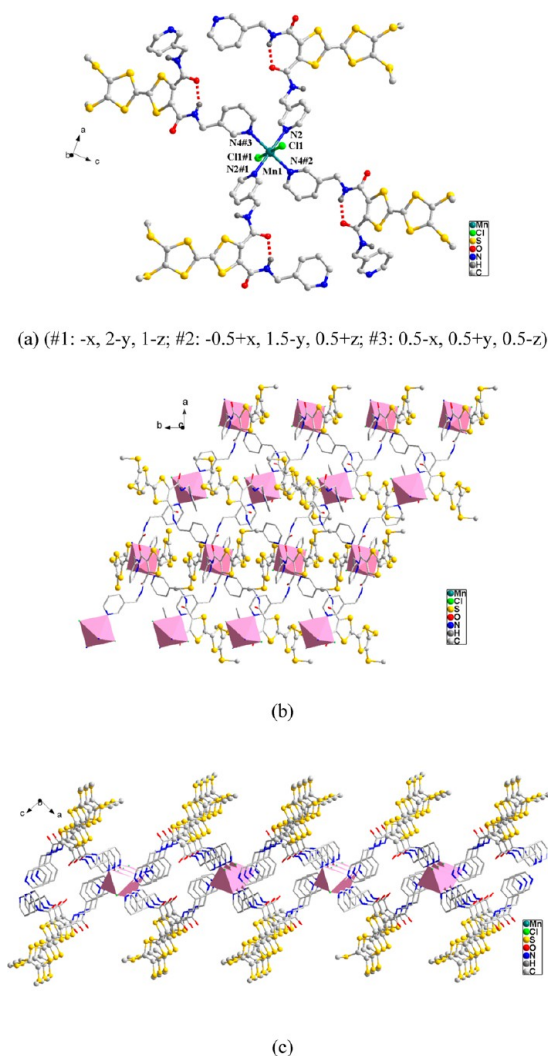 (a)
N2
N4#3
Cl1
Cl1#1
N4#2
N2#1
Mn1
a
b
c
Mn
Cl
S
O
N
H
C
(a) (#1: -x, 2-y, 1-z; #2: -0.5+x, 1.5-y, 0.5+z; #3: 0.5-x, 0.5+y, 0.5-z)
a
b
c
Mn
Cl
S
O
N
H
C
(b)
c
a
Mn
Cl
S
O
N
H
C
(c)